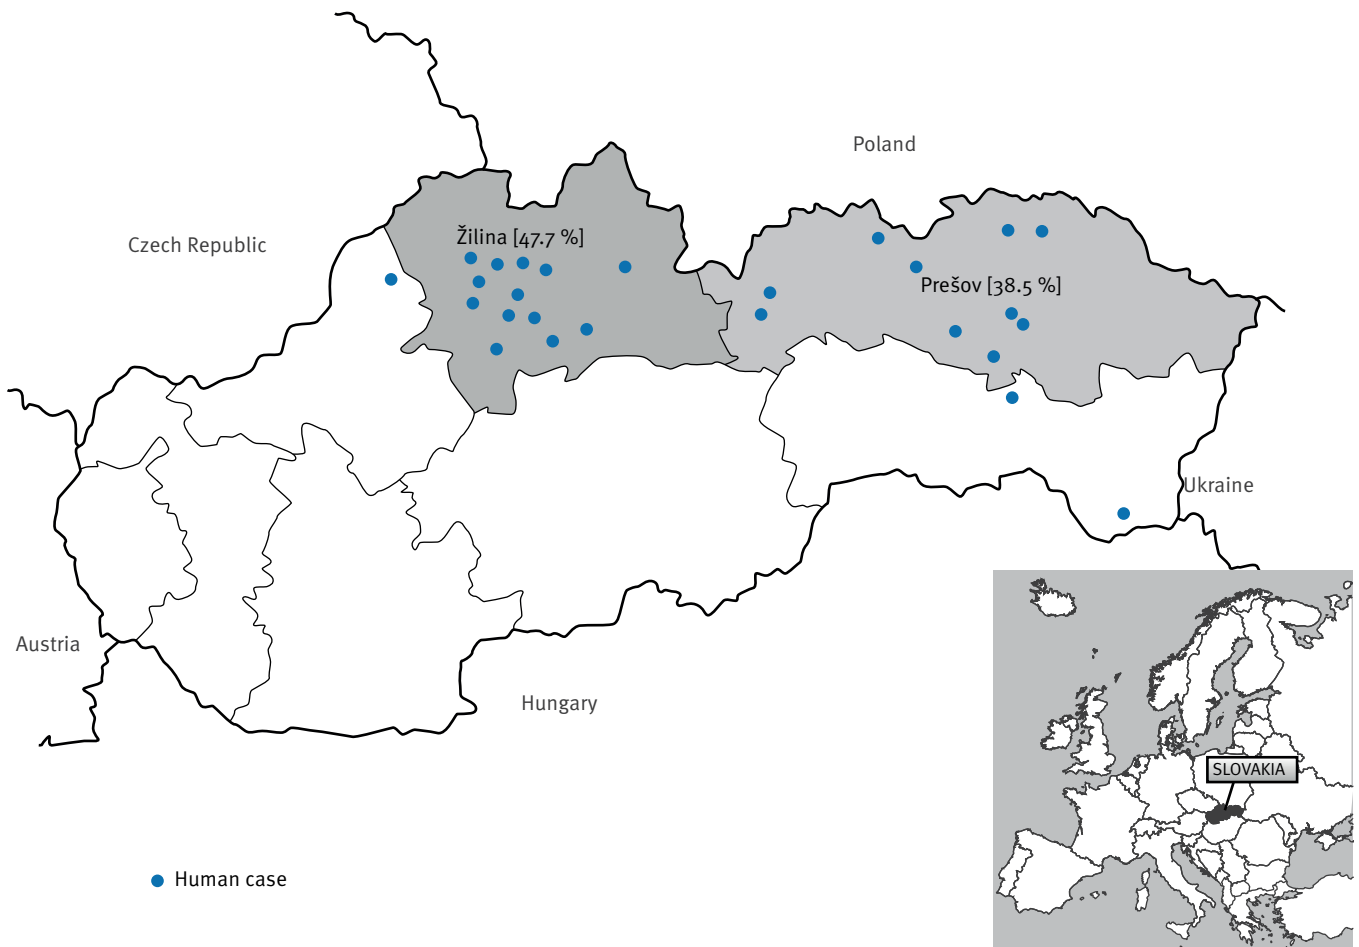 Poland
Czech Republic
Žilina [47.7 %]
Prešov [38.5 %]
Ukraine
Austria
Hungary
SLOVAKIA
Human case